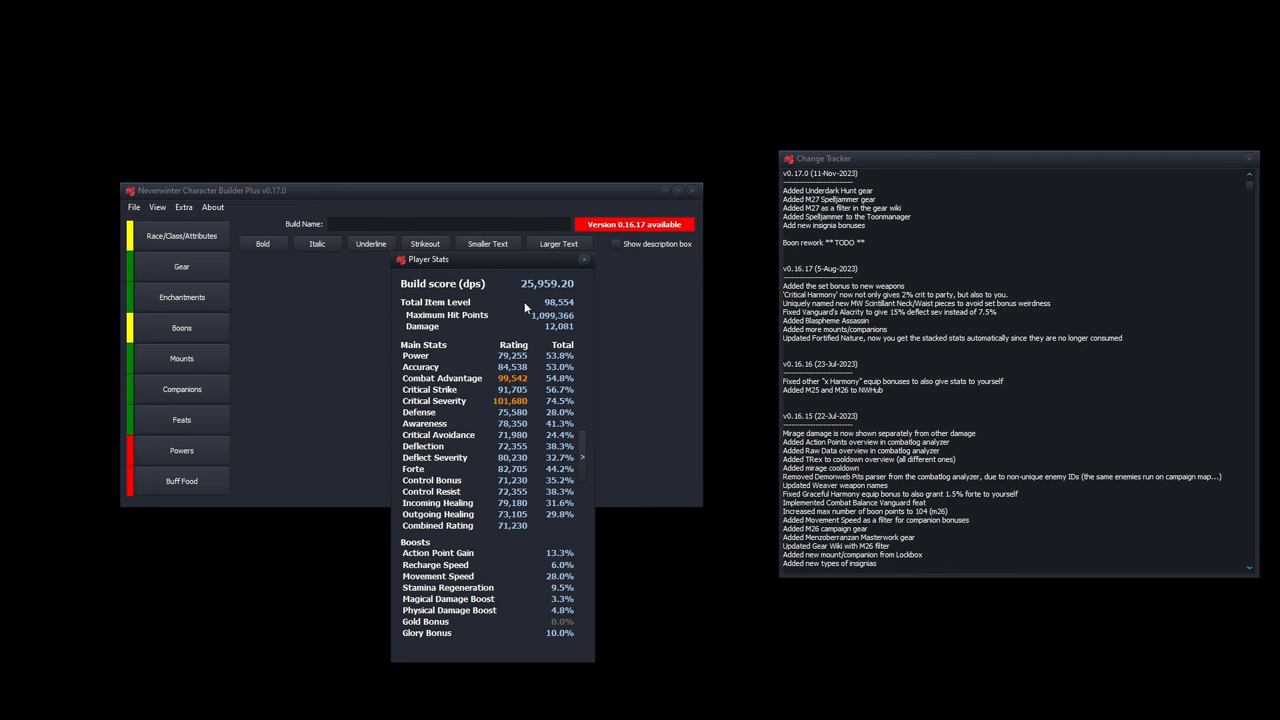 Neverwinter Character Builder Plus v0.17.0
File View Extra About
Race/Class/Attributes
Gear
Enchantments
Boons
Mounts
Companions
Feats
Powers
Buff Food
Build Name:
Version 0.16.17 available
Bold Italic Underline Strikeout Smaller Text Larger Text Show description box
Player Stats
Build score (dps) 25,959.20
Total Item Level 98,554
Maximum Hit Points 1,099,366
Damage 12,081
Main Stats Rating Total
Power 79,255 53.8%
Accuracy 84,538 53.0%
Combat Advantage 99,542 54.8%
Critical Strike 91,705 56.7%
Critical Severity 101,680 74.5%
Defense 75,580 28.0%
Awareness 78,350 41.3%
Critical Avoidance 71,980 24.4%
Deflection 72,355 38.3%
Deflect Severity 80,230 32.7%
Forte 82,705 44.2%
Control Bonus 71,230 35.2%
Control Resist 72,355 38.3%
Incoming Healing 79,180 31.6%
Outgoing Healing 73,105 29.8%
Combined Rating 71,230
>
Boosts
Action Point Gain 13.3%
Recharge Speed 6.0%
Movement Speed 28.0%
Stamina Regeneration 9.5%
Magical Damage Boost 3.3%
Physical Damage Boost 4.8%
Gold Bonus 0.0%
Glory Bonus 10.0%
Change Tracker
v0.17.0 (11-Nov-2023)
--------------------------
Added Underdark Hunt gear
Added M27 Spelljammer gear
Added M27 as a filter in the gear wiki
Added Spelljammer to the Toonmanager
Add new insignia bonuses
Boon rework ** TODO **
v0.16.17 (5-Aug-2023)
--------------------------
Added the set bonus to new weapons
'Critical Harmony' now not only gives 2% crit to party, but also to you.
Uniquely named new MW Scintillant Neck/Waist pieces to avoid set bonus weirdness
Fixed Vanguard's Alacrity to give 15% deflect sev instead of 7.5%
Added Blaspheme Assassin
Added more mounts/companions
Updated Fortified Nature, now you get the stacked stats automatically since they are no longer consumed
v0.16.16 (23-Jul-2023)
--------------------------
Fixed other "x Harmony" equip bonuses to also give stats to yourself
Added M25 and M26 to NWHub
v0.16.15 (22-Jul-2023)
--------------------------
Mirage damage is now shown separately from other damage
Added Action Points overview in combatlog analyzer
Added Raw Data overview in combatlog analyzer
Added TRex to cooldown overview (all different ones)
Added mirage cooldown
Removed Demonweb Pits parser from the combatlog analyzer, due to non-unique enemy IDs (the same enemies run on campaign map...)
Updated Weaver weapon names
Fixed Graceful Harmony equip bonus to also grant 1.5% forte to yourself
Implemented Combat Balance Vanguard feat
Increased max number of boon points to 104 (m26)
Added Movement Speed as a filter for companion bonuses
Added M26 campaign gear
Added Menzoberranzan Masterwork gear
Updated Gear Wiki with M26 filter
Added new mount/companion from Lockbox
Added new types of insignias